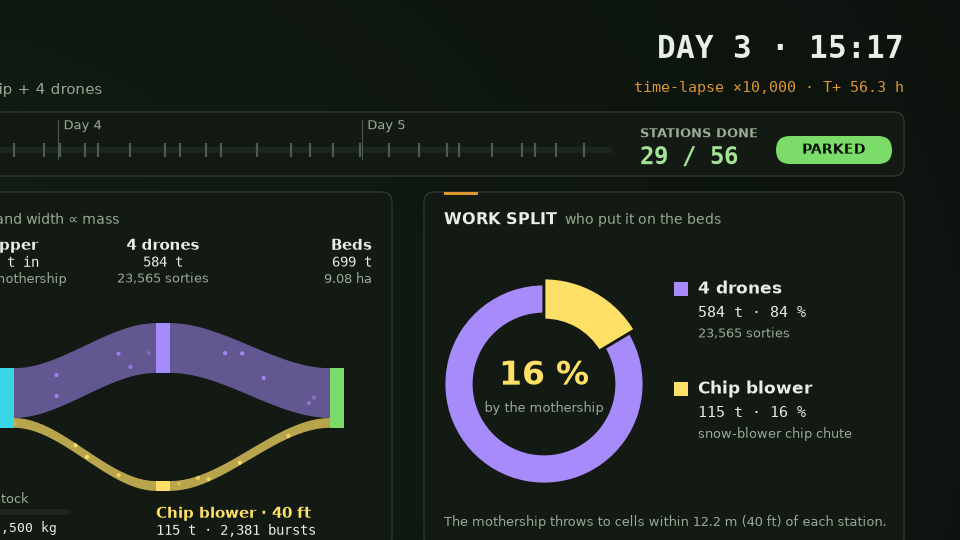 DAY 3 · 15:17
ip + 4 drones
time-lapse ×10,000 · T+ 56.3 h
Day 4
Day 5
STATIONS DONE
29 / 56
PARKED
and width ∝ mass
pper
t in
mothership
4 drones
584 t
23,565 sorties
Beds
699 t
9.08 ha
tock
,500 kg
Chip blower · 40 ft
115 t · 2,381 bursts
WORK SPLIT who put it on the beds
16 %
by the mothership
4 drones
584 t · 84 %
23,565 sorties
Chip blower
115 t · 16 %
snow-blower chip chute
The mothership throws to cells within 12.2 m (40 ft) of each station.